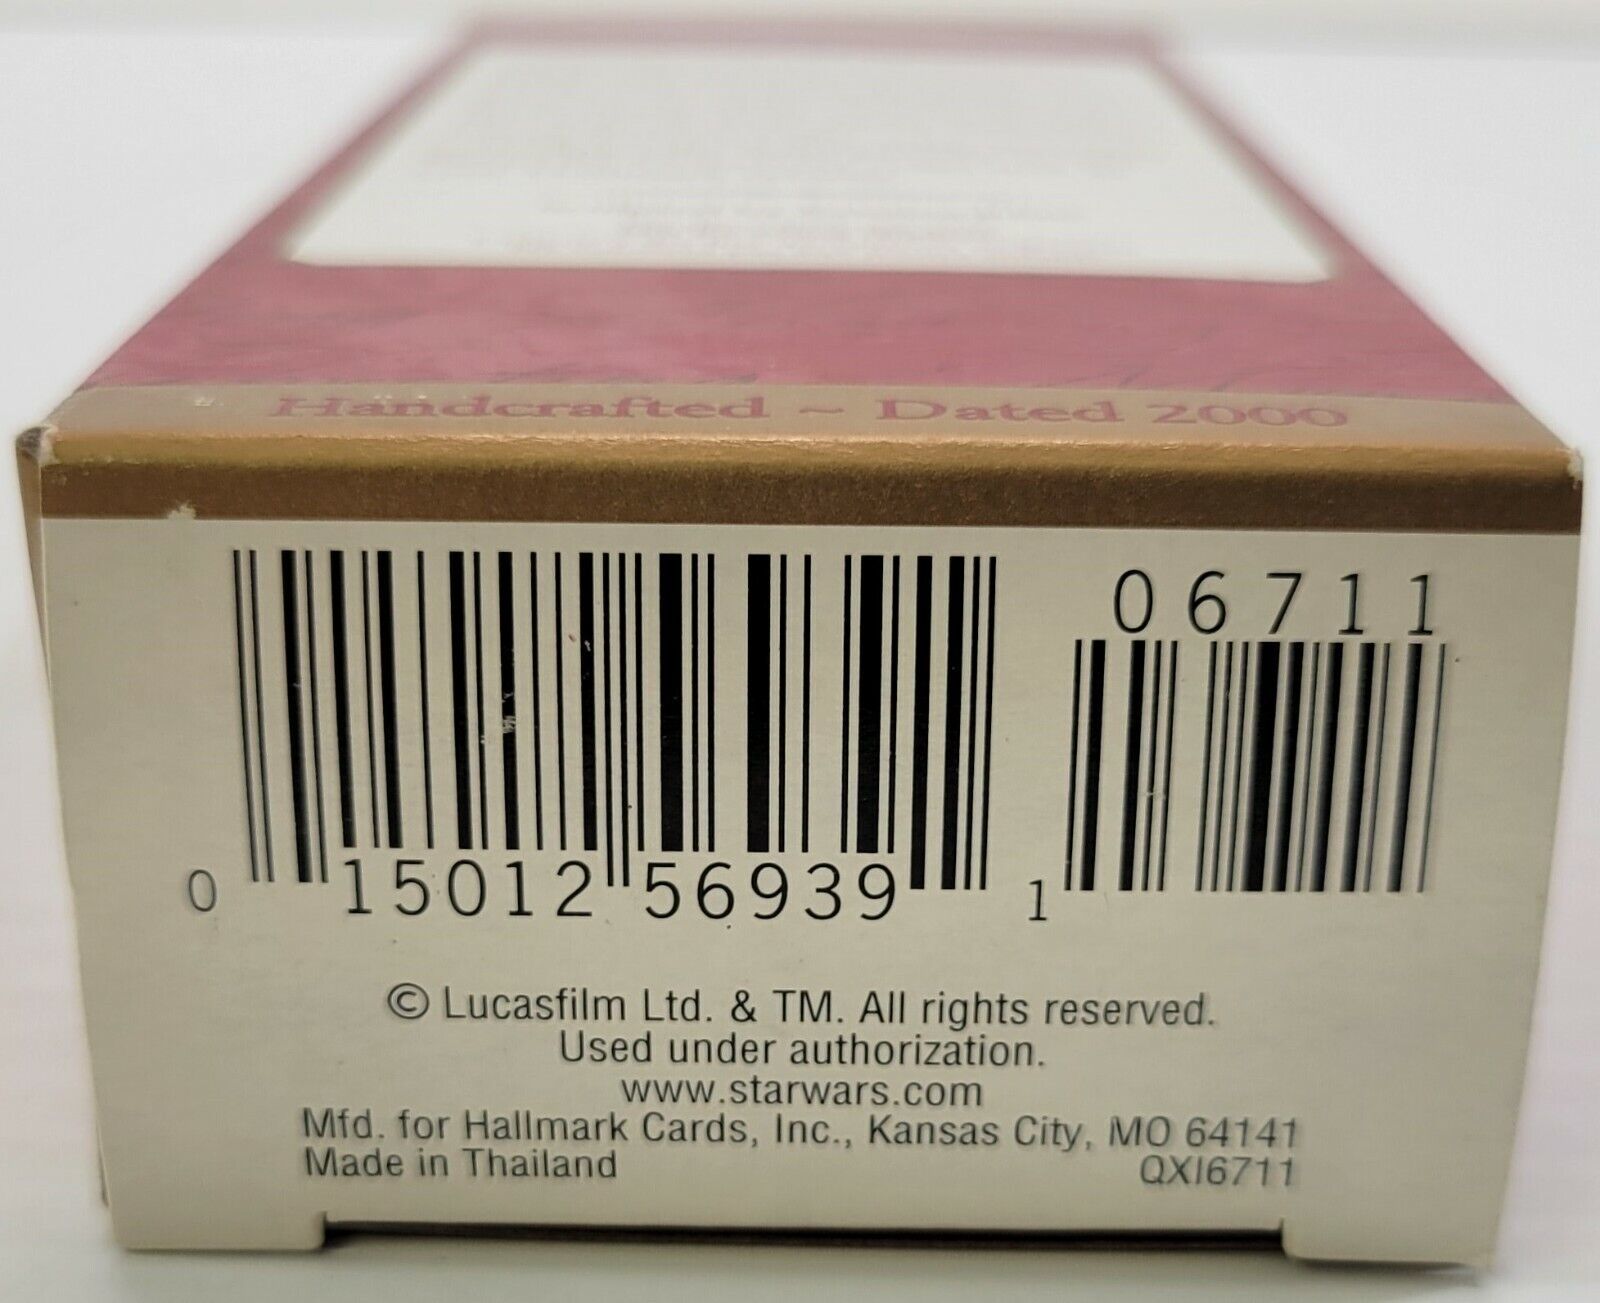 Handcrafted ~ Dated 2000
06711
0 15012 56939 1
© Lucasfilm Ltd. & TM. All rights reserved.
Used under authorization.
www.starwars.com
Mfd. for Hallmark Cards, Inc., Kansas City, MO 64141
Made in Thailand QXI6711